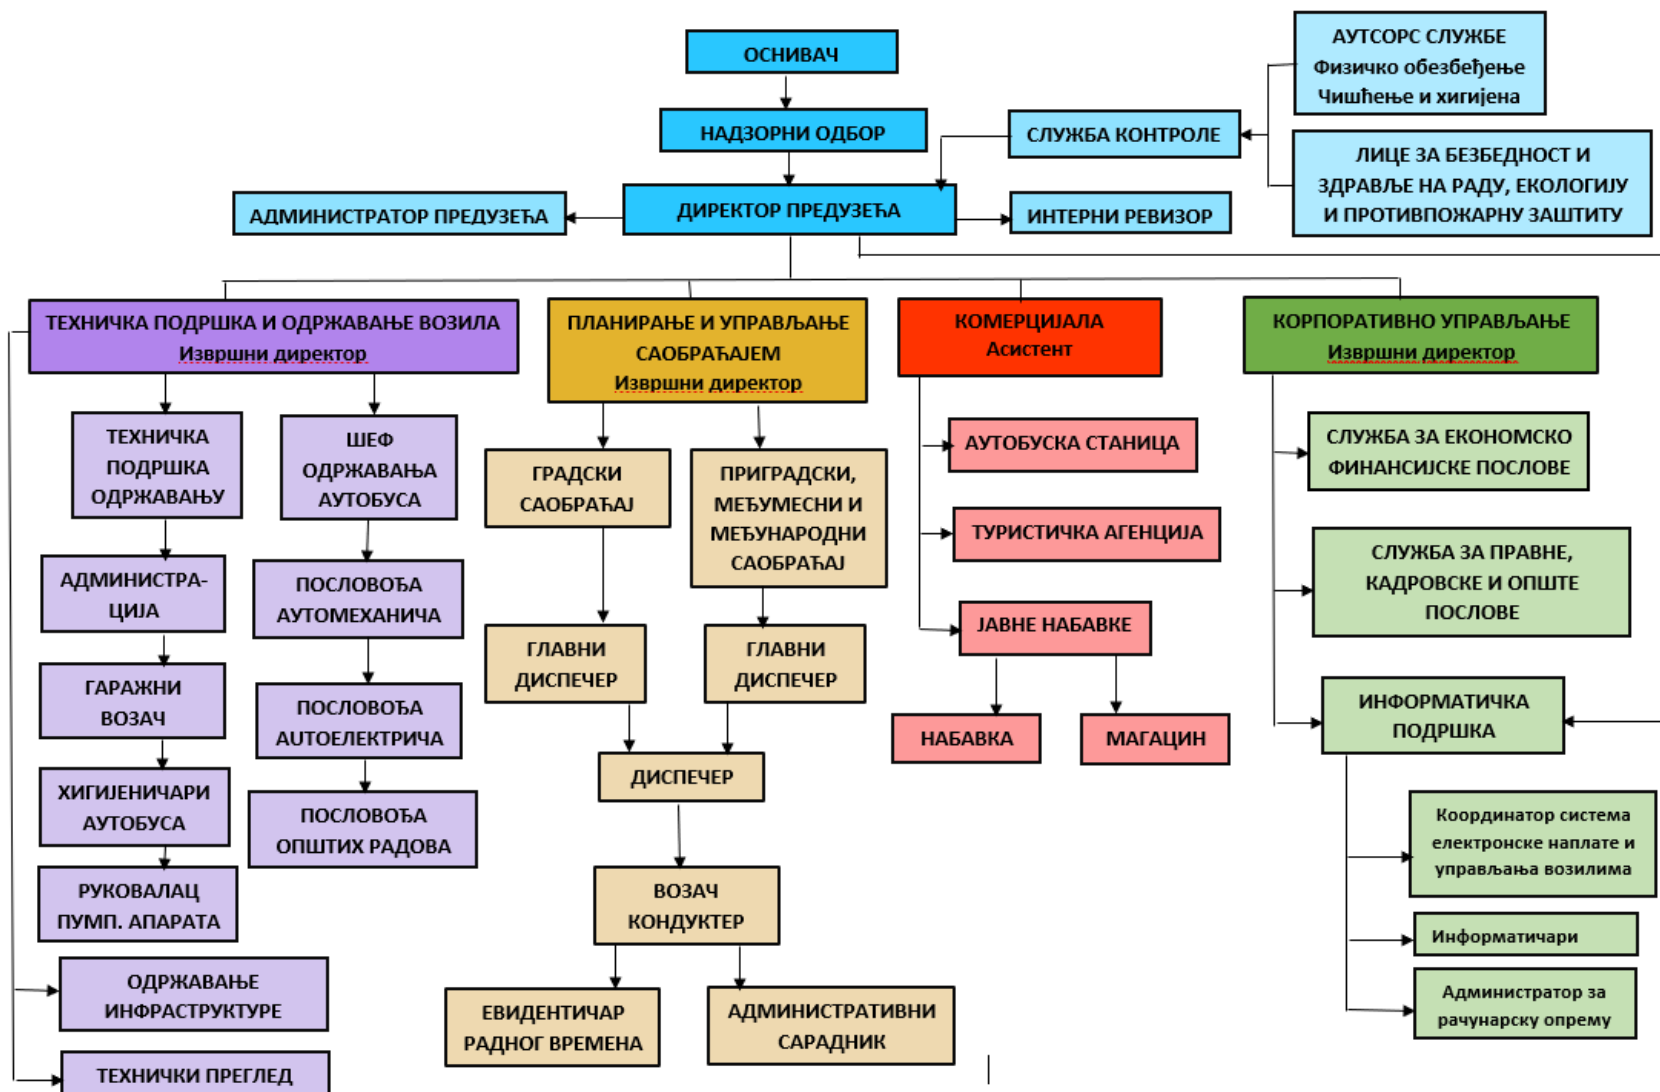 ОСНИВАЧ
НАДЗОРНИ ОДБОР
СЛУЖБА КОНТРОЛЕ
АУТСОРС СЛУЖБЕ
Физичко обезбеђење
Чишћење и хигијена
ЛИЦЕ ЗА БЕЗБЕДНОСТ И
ЗДРАВЉЕ НА РАДУ, ЕКОЛОГИЈУ
И ПРОТИВПОЖАРНУ ЗАШТИТУ
АДМИНИСТРАТОР ПРЕДУЗЕЋА
ДИРЕКТОР ПРЕДУЗЕЋА
ИНТЕРНИ РЕВИЗОР
ТЕХНИЧКА ПОДРШКА И ОДРЖАВАЊЕ ВОЗИЛА
Извршни директор
ТЕХНИЧКА
ПОДРШКА
ОДРЖАВАЊУ
АДМИНИСТРА-
ЦИЈА
ГАРАЖНИ
ВОЗАЧ
ХИГИЈЕНИЧАРИ
АУТОБУСА
РУКОВАЛАЦ
ПУМП. АПАРАТА
ШЕФ
ОДРЖАВАЊА
АУТОБУСА
ПОСЛОВОЂА
АУТОМЕХАНИЧА
ПОСЛОВОЂА
AUTOЕЛЕКТРИЧА
ПОСЛОВОЂА
ОПШТИХ РАДОВА
ОДРЖАВАЊЕ
ИНФРАСТРУКТУРЕ
ТЕХНИЧКИ ПРЕГЛЕД
ПЛАНИРАЊЕ И УПРАВЉАЊЕ
САОБРАЋАЈЕМ
Извршни директор
ГРАДСКИ
САОБРАЋАЈ
ПРИГРАДСКИ,
МЕЂУМЕСНИ И
МЕЂУНАРОДНИ
САОБРАЋАЈ
ГЛАВНИ
ДИСПЕЧЕР
ГЛАВНИ
ДИСПЕЧЕР
ДИСПЕЧЕР
ВОЗАЧ
КОНДУКТЕР
ЕВИДЕНТИЧАР
РАДНОГ ВРЕМЕНА
АДМИНИСТРАТИВНИ
САРАДНИК
КОМЕРЦИЈАЛА
Асистент
АУТОБУСКА СТАНИЦА
ТУРИСТИЧКА АГЕНЦИЈА
ЈАВНЕ НАБАВКЕ
НАБАВКА
МАГАЦИН
КОРПОРАТИВНО УПРАВЉАЊЕ
Извршни директор
СЛУЖБА ЗА ЕКОНОМСКО
ФИНАНСИЈСКЕ ПОСЛОВЕ
СЛУЖБА ЗА ПРАВНЕ,
КАДРОВСКЕ И ОПШТЕ
ПОСЛОВЕ
ИНФОРМАТИЧКА
ПОДРШКА
Координатор система
електронске наплате и
управљања возилима
Информатичари
Администратор за
рачунарску опрему